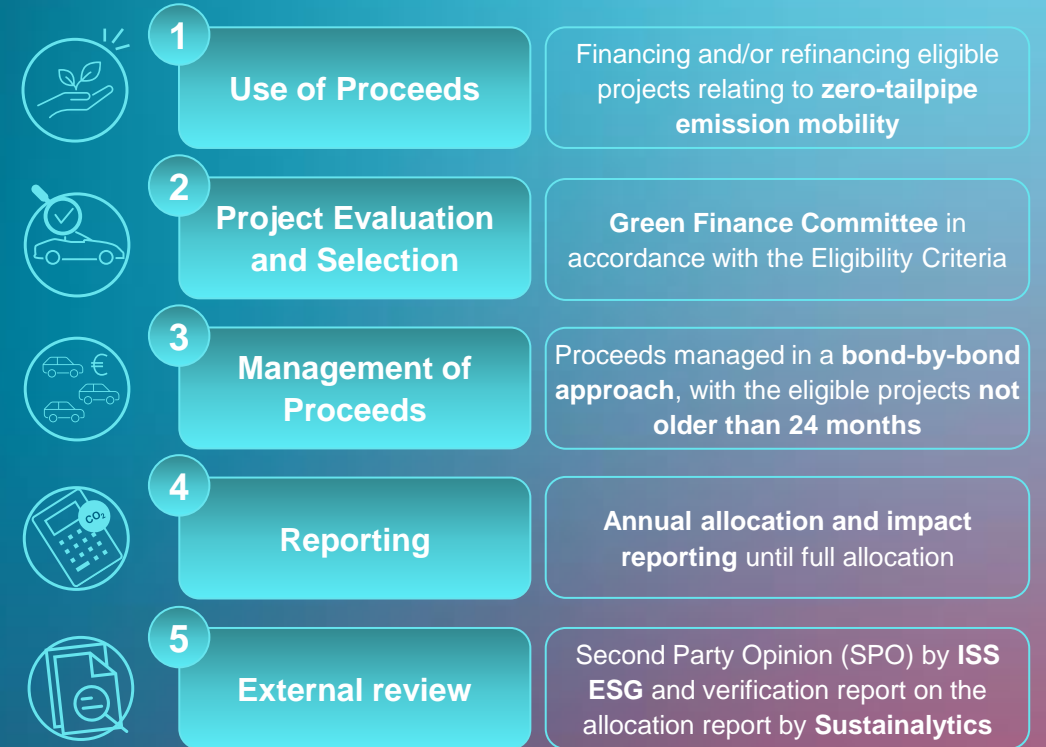 1
Use of Proceeds
Financing and/or refinancing eligible
projects relating to zero-tailpipe
emission mobility
2
Project Evaluation
and Selection
Green Finance Committee in
accordance with the Eligibility Criteria
3
€
Management of
Proceeds
Proceeds managed in a bond-by-bond
approach, with the eligible projects not
older than 24 months
4
CO₂
Reporting
Annual allocation and impact
reporting until full allocation
5
External review
Second Party Opinion (SPO) by ISS
ESG and verification report on the
allocation report by Sustainalytics